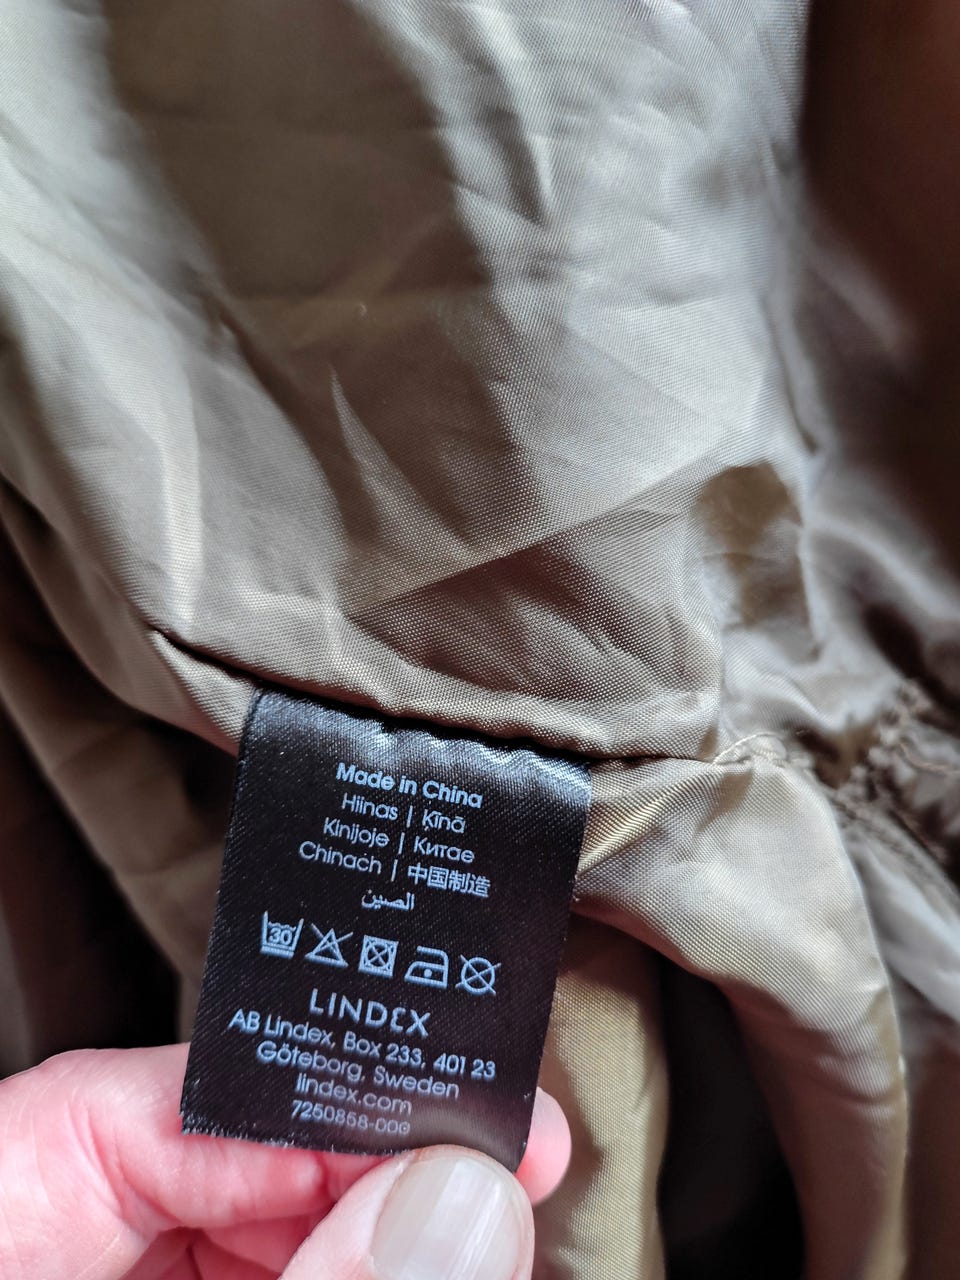 Made in China
Hiinas | Ķīnā
Kinijoje | Китае
Chinach | 中国制造
الصين
30
LINDEX
AB Lindex, Box 233, 401 23
Göteborg, Sweden
lindex.com
7250858-009